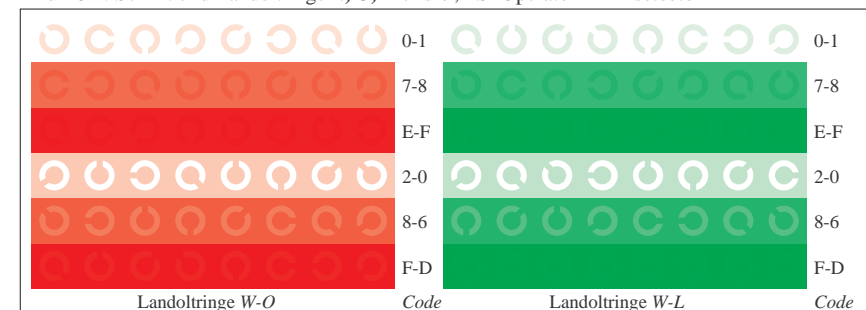 0-1 0-1
7-8 7-8
E-F E-F
2-0 2-0
8-6 8-6
F-D F-D
Landoltringe W-O Code Landoltringe W-L Code